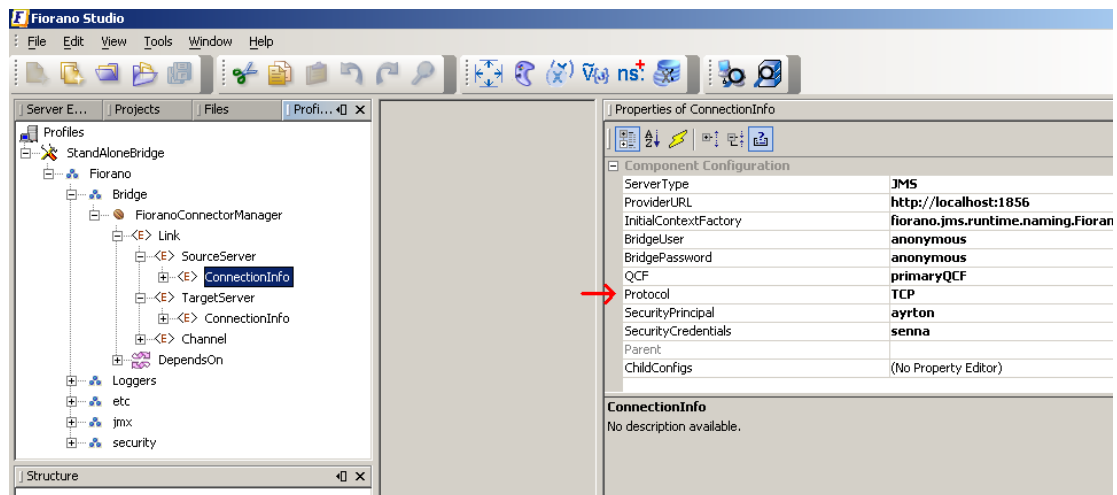 Fiorano Studio
File Edit View Tools Window Help
ns:
Server E... Projects Files Profi...
Profiles
StandAloneBridge
Fiorano
Bridge
FioranoConnectorManager
<E> Link
<E> SourceServer
<E> ConnectionInfo
<E> TargetServer
<E> ConnectionInfo
<E> Channel
DependsOn
Loggers
etc
jmx
security
Structure
Properties of ConnectionInfo
Component Configuration
ServerType JMS
ProviderURL http://localhost:1856
InitialContextFactory fiorano.jms.runtime.naming.Fioran
BridgeUser anonymous
BridgePassword anonymous
QCF primaryQCF
Protocol TCP
SecurityPrincipal ayrton
SecurityCredentials senna
Parent
ChildConfigs (No Property Editor)
ConnectionInfo
No description available.